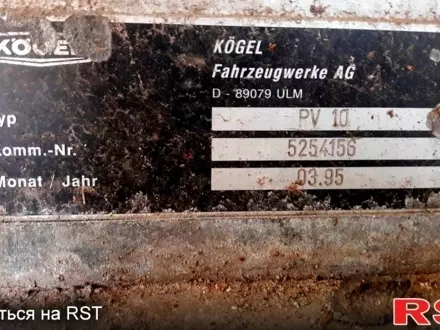 KÖGEL
KÖGEL
Fahrzeugwerke AG
D - 89079 ULM
yp PV 10
omm.-Nr. 5254156
Monat / Jahr 03.95
ться на RST
RS